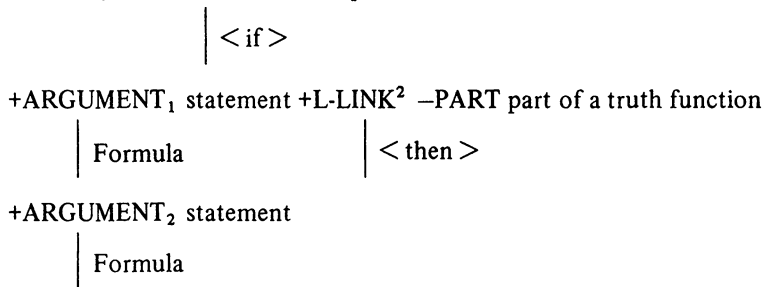 < if >
+ARGUMENT₁ statement +L-LINK² –PART part of a truth function
Formula < then >
+ARGUMENT₂ statement
Formula